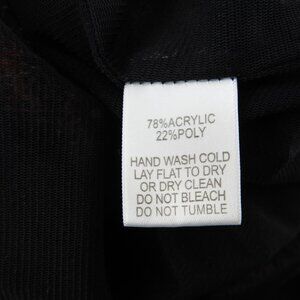 78%ACRYLIC
22%POLY
HAND WASH COLD
LAY FLAT TO DRY
OR DRY CLEAN
DO NOT BLEACH
DO NOT TUMBLE